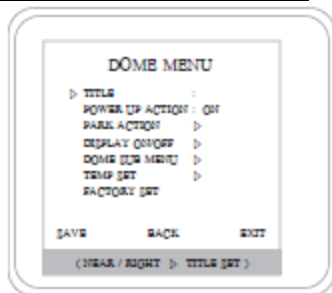 DOME MENU
▷ TITLE :
POWER UP ACTION : ON
PARK ACTION ▷
DISPLAY ON/OFF ▷
DOME SUB MENU ▷
TEMP SET ▷
FACTORY SET
SAVE BACK EXIT
( NEAR / RIGHT ▷ TITLE SET )